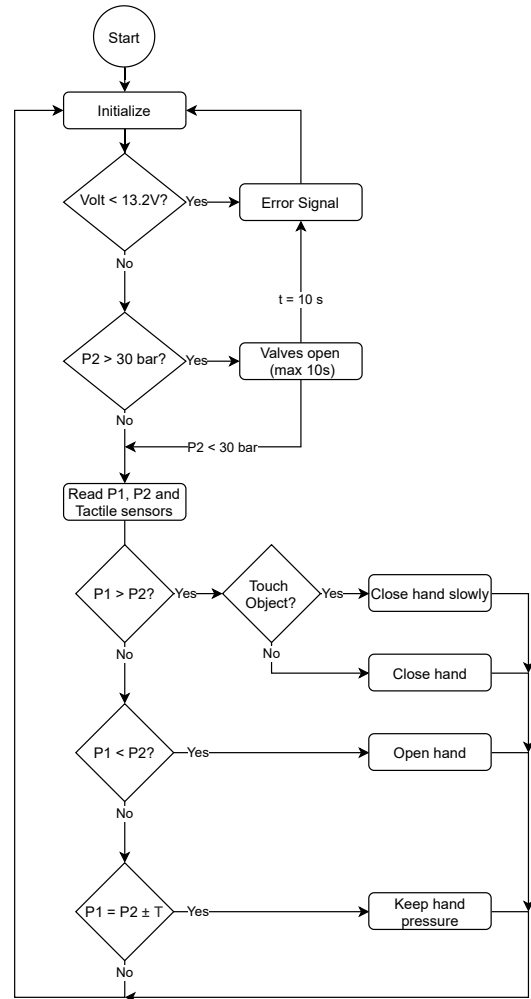 Start
Initialize
Volt < 13.2V?
Yes
Error Signal
No
t = 10 s
P2 > 30 bar?
Yes
Valves open
(max 10s)
No
P2 < 30 bar
Read P1, P2 and
Tactile sensors
P1 > P2?
Yes
Touch
Object?
Yes
Close hand slowly
No
No
Close hand
P1 < P2?
Yes
Open hand
No
P1 = P2 ± T
Yes
Keep hand
pressure
No